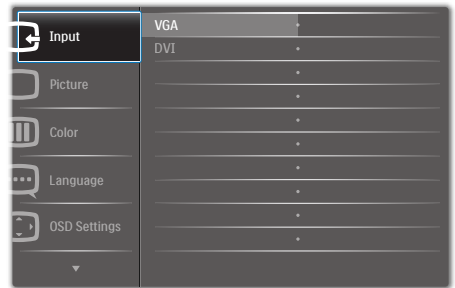 Input
Picture
Color
Language
OSD Settings
VGA
DVI